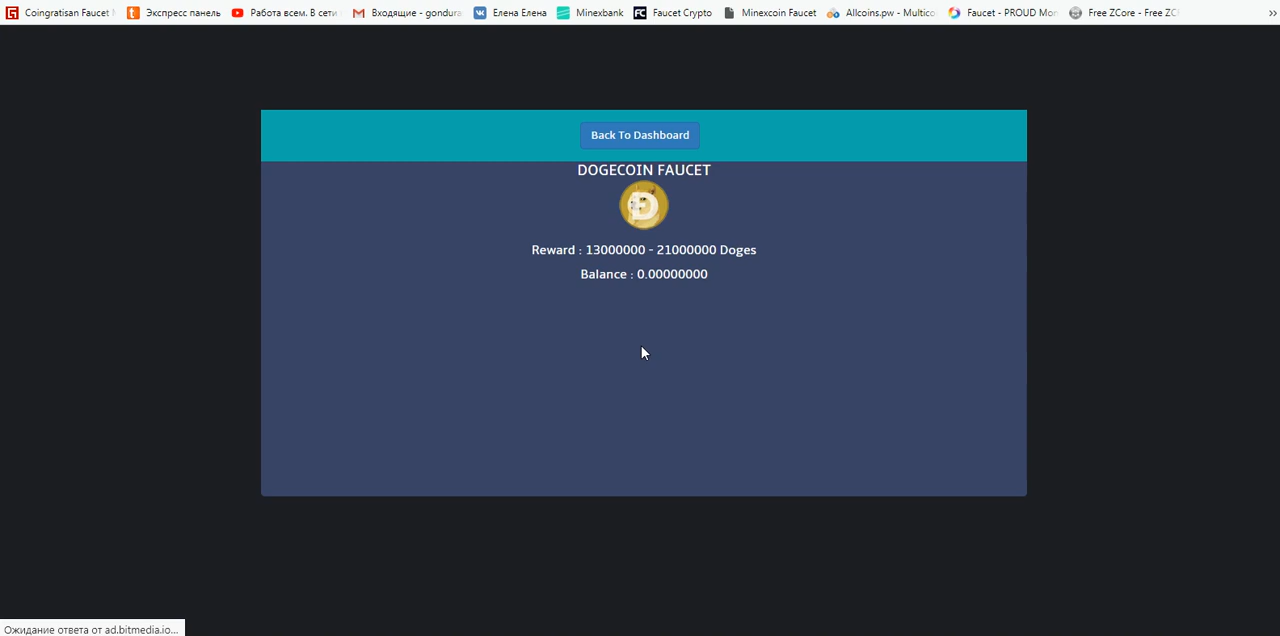 Coingratisan Faucet
Экспресс панель
Работа всем. В сети
Входящие - gondura
Елена Елена
Minexbank
FC
Faucet Crypto
Minexcoin Faucet
Allcoins.pw - Multico
Faucet - PROUD Mon
Free ZCore - Free ZC
»
Back To Dashboard
DOGECOIN FAUCET
Reward : 13000000 - 21000000 Doges
Balance : 0.00000000
Ожидание ответа от ad.bitmedia.io...